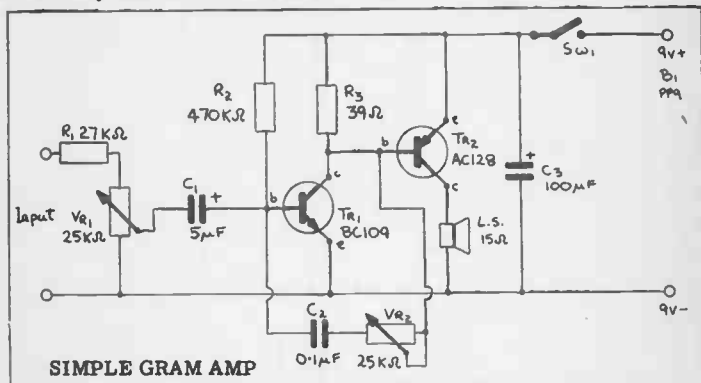 Sw₁
9v+
B₁
PP9
R₂
470KΩ
R₃
39Ω
e
b
TR₂
AC128
c
C₃
100µF
+
R₁ 27KΩ
Input
VR₁
25KΩ
C₁
+
5µF
b
c
TR₁
BC109
e
L.S.
15Ω
9v-
C₂
0·1µF
VR₂
25KΩ
SIMPLE GRAM AMP